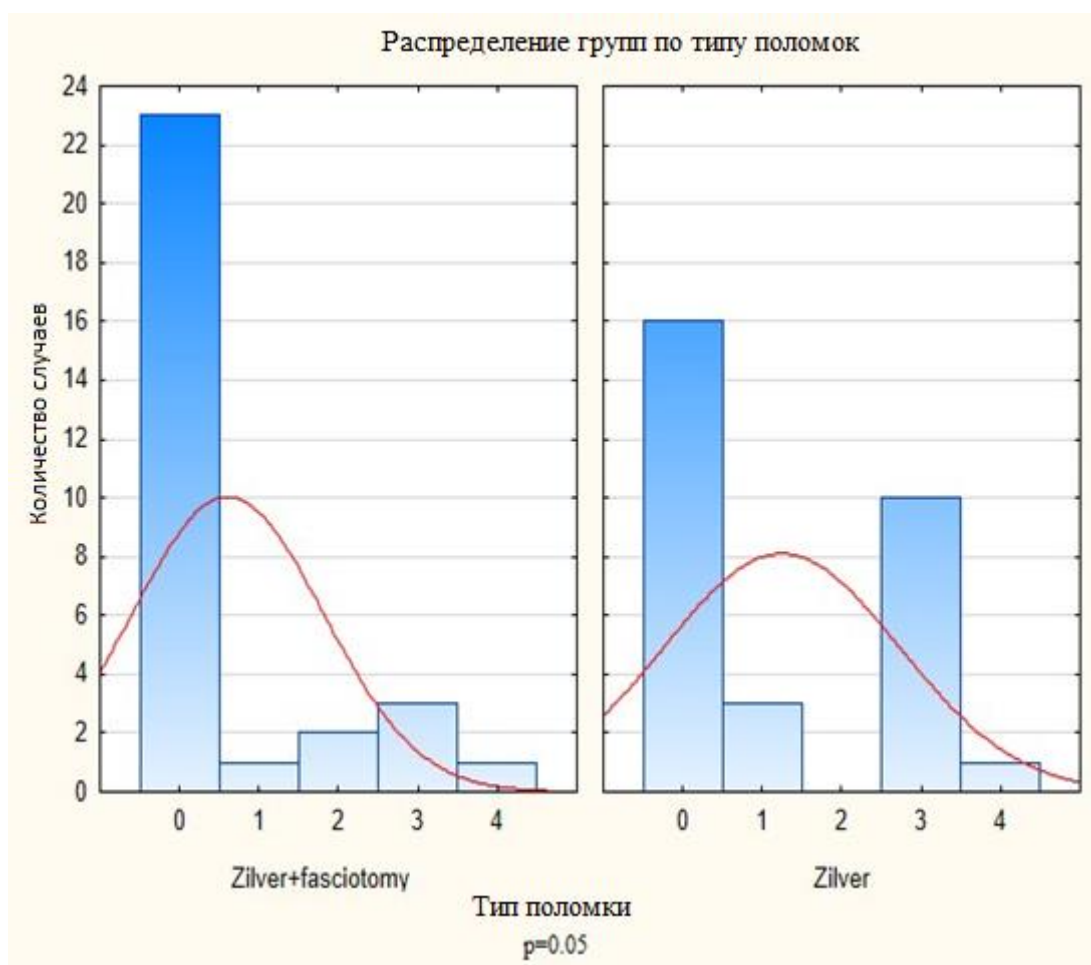 Распределение групп по типу поломок
24
22
20
18
16
14
12
10
8
6
4
2
0
Количество случаев
0 1 2 3 4 0 1 2 3 4
Zilver+fasciotomy Zilver
Тип поломки
p=0.05